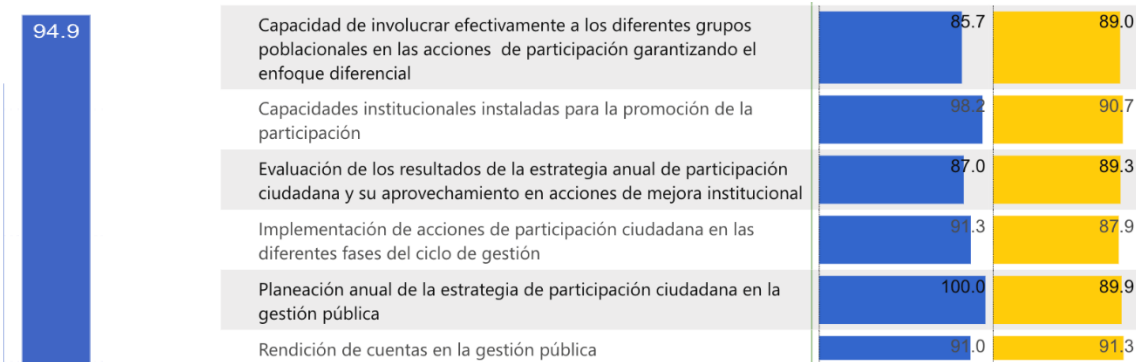 94.9
Capacidad de involucrar efectivamente a los diferentes grupos
poblacionales en las acciones de participación garantizando el
enfoque diferencial
85.7
89.0
Capacidades institucionales instaladas para la promoción de la
participación
98.2
90.7
Evaluación de los resultados de la estrategia anual de participación
ciudadana y su aprovechamiento en acciones de mejora institucional
87.0
89.3
Implementación de acciones de participación ciudadana en las
diferentes fases del ciclo de gestión
91.3
87.9
Planeación anual de la estrategia de participación ciudadana en la
gestión pública
100.0
89.9
Rendición de cuentas en la gestión pública
91.0
91.3